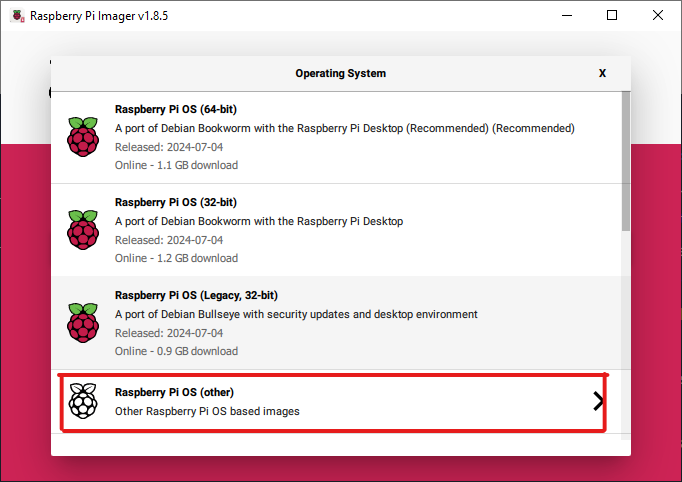 Raspberry Pi Imager v1.8.5
Operating System
X
Raspberry Pi OS (64-bit)
A port of Debian Bookworm with the Raspberry Pi Desktop (Recommended) (Recommended)
Released: 2024-07-04
Online - 1.1 GB download
Raspberry Pi OS (32-bit)
A port of Debian Bookworm with the Raspberry Pi Desktop
Released: 2024-07-04
Online - 1.2 GB download
Raspberry Pi OS (Legacy, 32-bit)
A port of Debian Bullseye with security updates and desktop environment
Released: 2024-07-04
Online - 0.9 GB download
Raspberry Pi OS (other)
Other Raspberry Pi OS based images